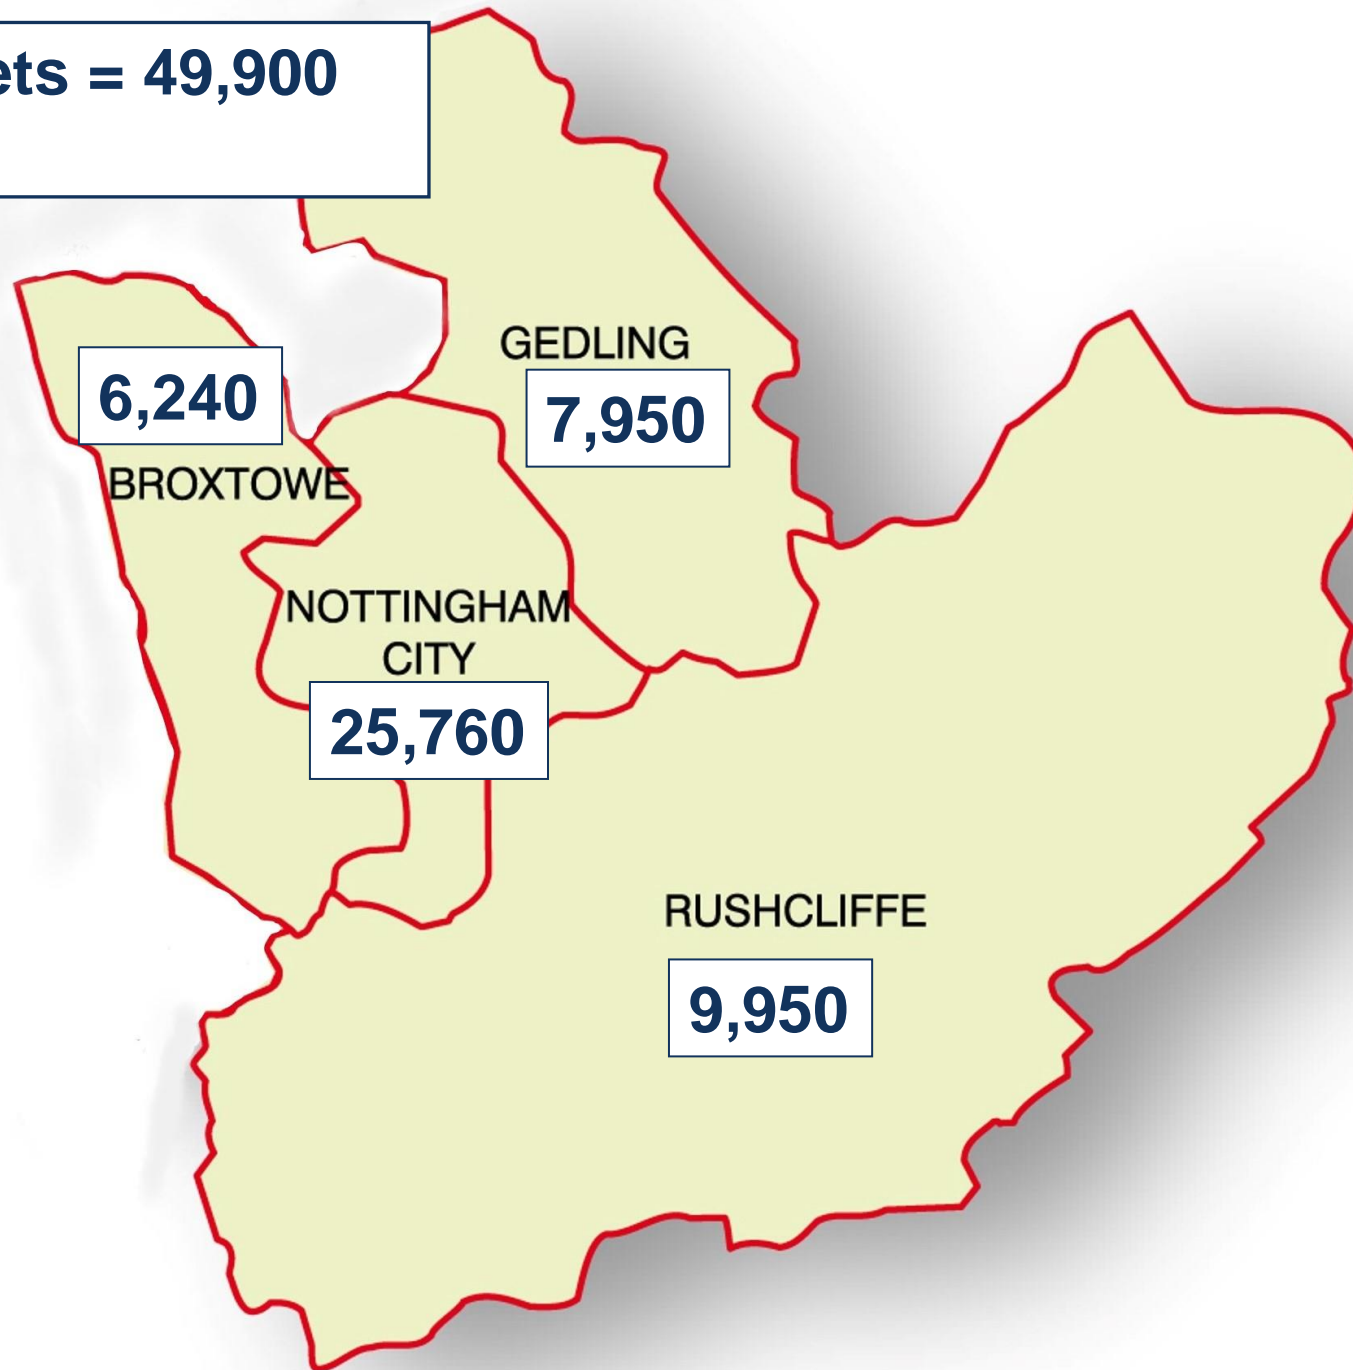 ets = 49,900
GEDLING
7,950
6,240
BROXTOWE
NOTTINGHAM
CITY
25,760
RUSHCLIFFE
9,950